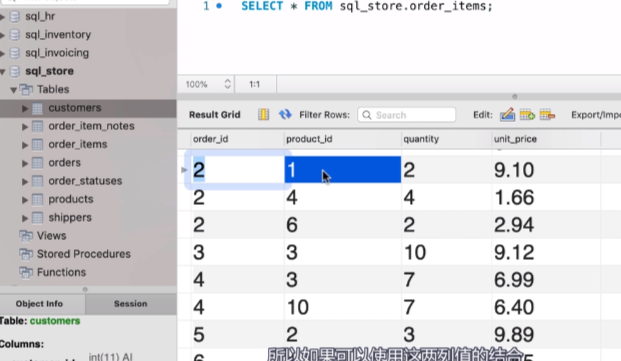 sql_hr
sql_inventory
sql_invoicing
sql_store
Tables
customers
order_item_notes
order_items
orders
order_statuses
products
shippers
Views
Stored Procedures
Functions
Object Info Session
Table: customers
Columns:
int(11) AI
1 SELECT * FROM sql_store.order_items;
100% 1:1
Result Grid Filter Rows: Search Edit: Export/Impo
order_id product_id quantity unit_price
2 1 2 9.10
2 4 4 1.66
2 6 2 2.94
3 3 10 9.12
4 3 7 6.99
4 10 7 6.40
5 2 3 9.89
所以如果可以使用这两列值的结合